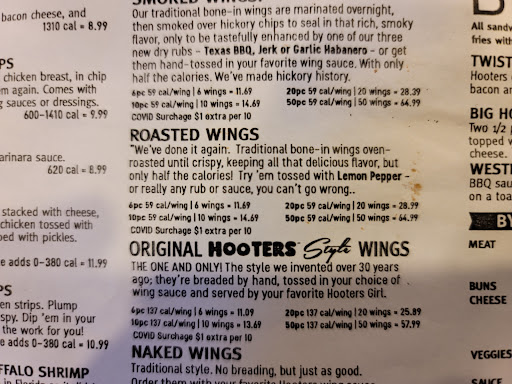 bacon cheese, and
1310 cal = 8.99
PS
chicken breast, in chip
em again. Comes with
g sauces or dressings.
600-1410 cal = 9.99
arinara sauce.
620 cal = 8.99
stacked with cheese,
chicken tossed with
ped with pickles.
e adds 0-380 cal = 11.99
PS
en strips. Plump
spy. Dip 'em in your
the work for you!
e adds 0-380 cal = 10.99
FFALO SHRIMP
SMOKED WINGS
Our traditional bone-in wings are marinated overnight,
then smoked over hickory chips to seal in that rich, smoky
flavor, only to be tastefully enhanced by one of our three
new dry rubs - Texas BBQ, Jerk or Garlic Habanero - or get
them hand-tossed in your favorite wing sauce. With only
half the calories. We've made hickory history.
6pc 59 cal/wing | 6 wings = 11.69 20pc 59 cal/wing | 20 wings = 28.39
10pc 59 cal/wing | 10 wings = 14.69 50pc 59 cal/wing | 50 wings = 64.99
COVID Surchage $1 extra per 10
ROASTED WINGS
"We've done it again. Traditional bone-in wings oven-
roasted until crispy, keeping all that delicious flavor, but
only half the calories! Try 'em tossed with Lemon Pepper -
or really any rub or sauce, you can't go wrong..
6pc 59 cal/wing | 6 wings = 11.69 20pc 59 cal/wing | 20 wings = 28.99
10pc 59 cal/wing | 10 wings = 14.69 50pc 59 cal/wing | 50 wings = 64.99
COVID Surchage $1 extra per 10
ORIGINAL HOOTERS Style WINGS
THE ONE AND ONLY! The style we invented over 30 years
ago; they're breaded by hand, tossed in your choice of
wing sauce and served by your favorite Hooters Girl.
6pc 137 cal/wing | 6 wings = 11.09 20pc 137 cal/wing | 20 wings = 25.89
10pc 137 cal/wing | 10 wings = 13.69 50pc 137 cal/wing | 50 wings = 57.99
COVID Surchage $1 extra per 10
NAKED WINGS
Traditional style. No breading, but just as good.
All sandw
fries with
TWIST
Hooters
bacon an
BIG HO
Two 1/2 p
topped w
cheese.
WESTE
BBQ sauc
on a toa
BY
MEAT
BUNS
CHEESE
VEGGIES
SAUCE